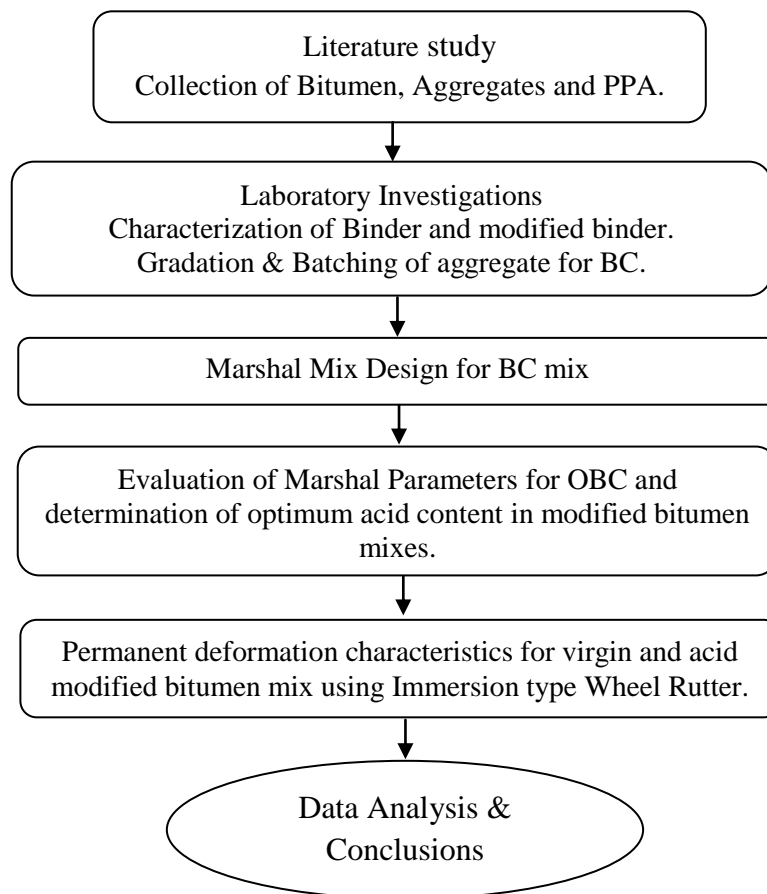 Literature study
Collection of Bitumen, Aggregates and PPA.
Laboratory Investigations
Characterization of Binder and modified binder.
Gradation & Batching of aggregate for BC.
Marshal Mix Design for BC mix
Evaluation of Marshal Parameters for OBC and
determination of optimum acid content in modified bitumen
mixes.
Permanent deformation characteristics for virgin and acid
modified bitumen mix using Immersion type Wheel Rutter.
Data Analysis &
Conclusions